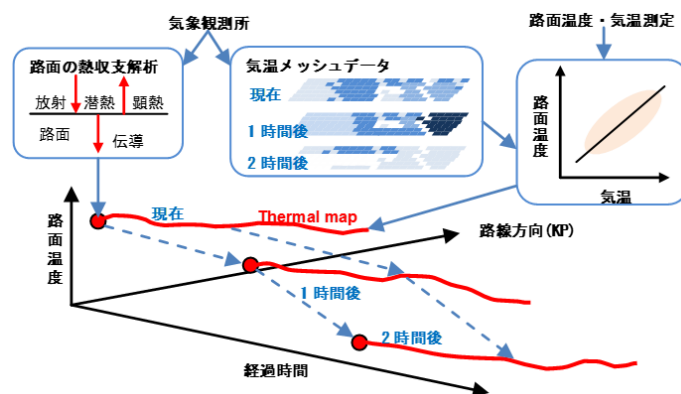 気象観測所
路面温度・気温測定
路面の熱収支解析
放射 潜熱 顕熱
路面 伝導
気温メッシュデータ
現在
1時間後
2時間後
路面温度
気温
路面温度
現在
Thermal map
路線方向(KP)
1時間後
2時間後
経過時間